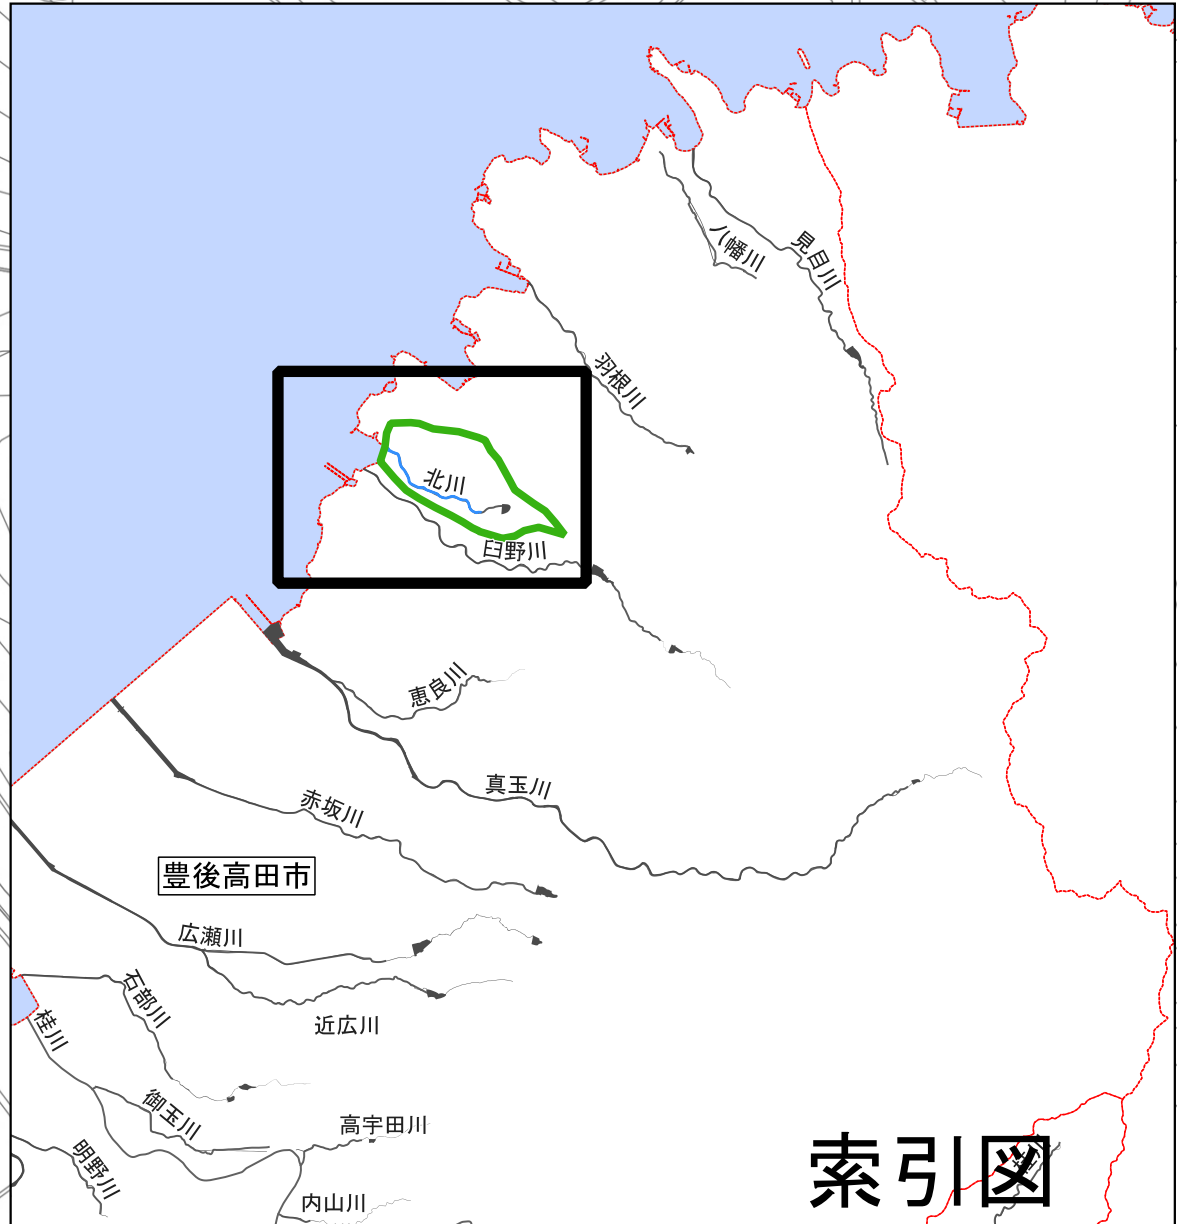 八幡川
見目川
羽根川
北川
臼野川
恵良川
真玉川
赤坂川
豊後高田市
広瀬川
石部川
近広川
桂川
御玉川
高宇田川
明野川
内山川
索引図